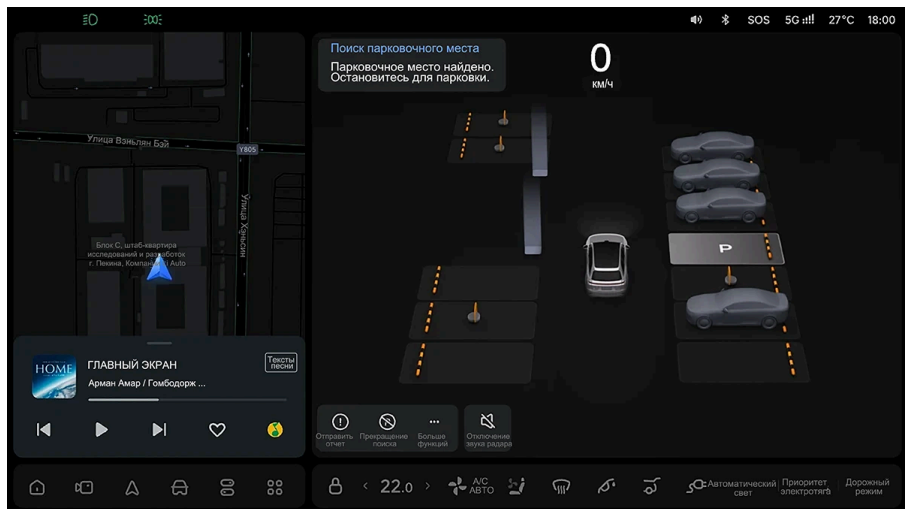 SOS 5G 27°C 18:00
Поиск парковочного места
Парковочное место найдено.
Остановитесь для парковки.
0
км/ч
Улица Вэньлян Бэй
Y805
Улица Хэньсин
Блок C, штаб-квартира
исследований и разработок
г. Пекина, Компания Auto
P
HOME
ГЛАВНЫЙ ЭКРАН
Арман Амар / Гомбодорж ...
Тексты
песни
Отправить
отчет
Прекращение
поиска
Больше
функций
Отключение
звука радара
22.0
A/C
АВТО
Автоматический
свет
Приоритет
электротяга
Дорожный
режим